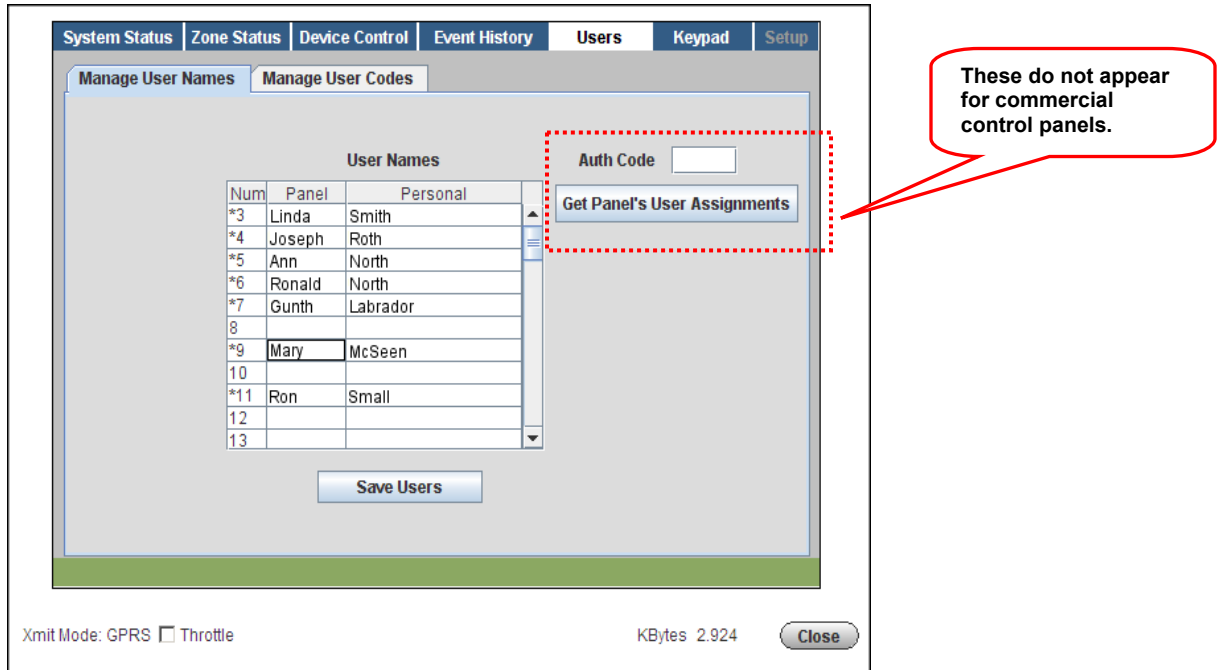 System Status Zone Status Device Control Event History Users Keypad Setup
Manage User Names Manage User Codes
These do not appear
for commercial
control panels.
User Names
Auth Code
Get Panel's User Assignments
Num Panel Personal
*3 Linda Smith
*4 Joseph Roth
*5 Ann North
*6 Ronald North
*7 Gunth Labrador
8
*9 Mary McSeen
10
*11 Ron Small
12
13
Save Users
Xmit Mode: GPRS Throttle KBytes 2.924 Close